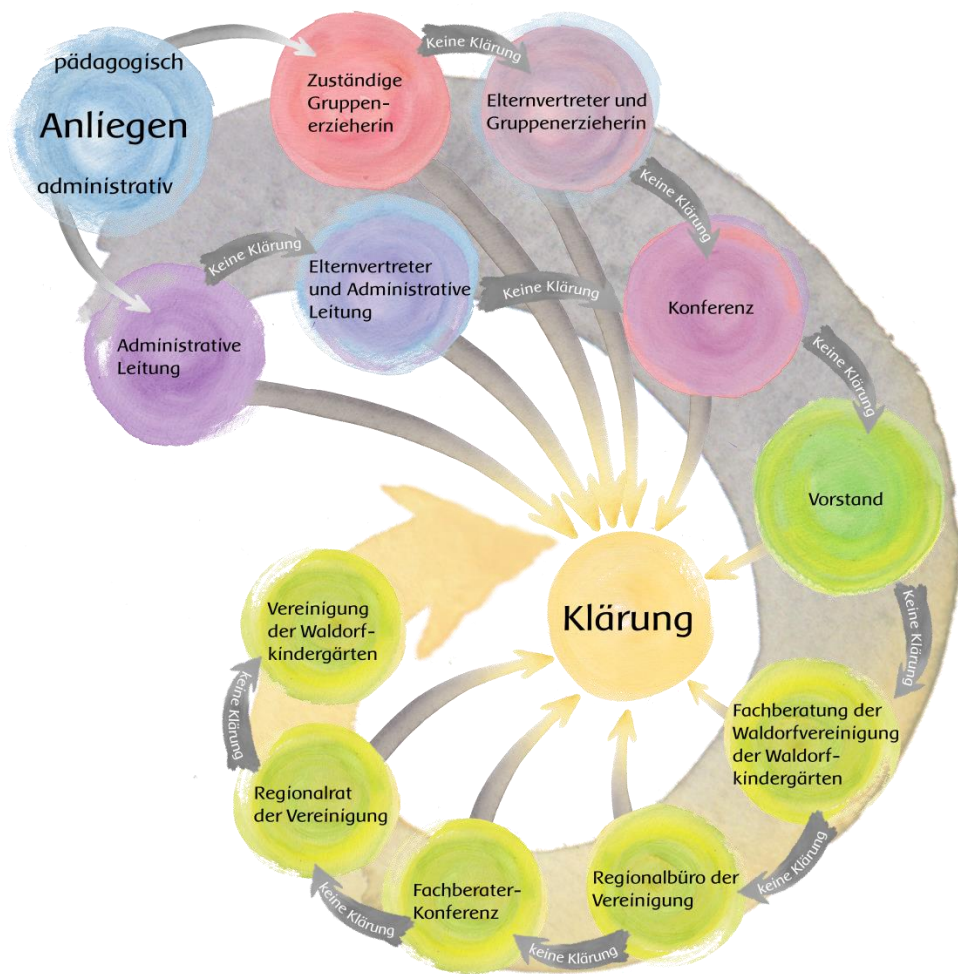 pädagogisch
Anliegen
administrativ
Zuständige
Gruppen-
erzieherin
Keine Klärung
Elternvertreter und
Gruppenerzieherin
Keine Klärung
Administrative
Leitung
Keine Klärung
Elternvertreter
und Administrative
Leitung
Keine Klärung
Konferenz
Keine Klärung
Vorstand
Keine Klärung
Klärung
Fachberatung der
Waldorfvereinigung
der Waldorf-
kindergärten
keine Klärung
Regionalbüro der
Vereinigung
keine Klärung
Fachberater-
Konferenz
keine Klärung
Regionalrat
der Vereinigung
keine Klärung
Vereinigung
der Waldorf-
kindergärten